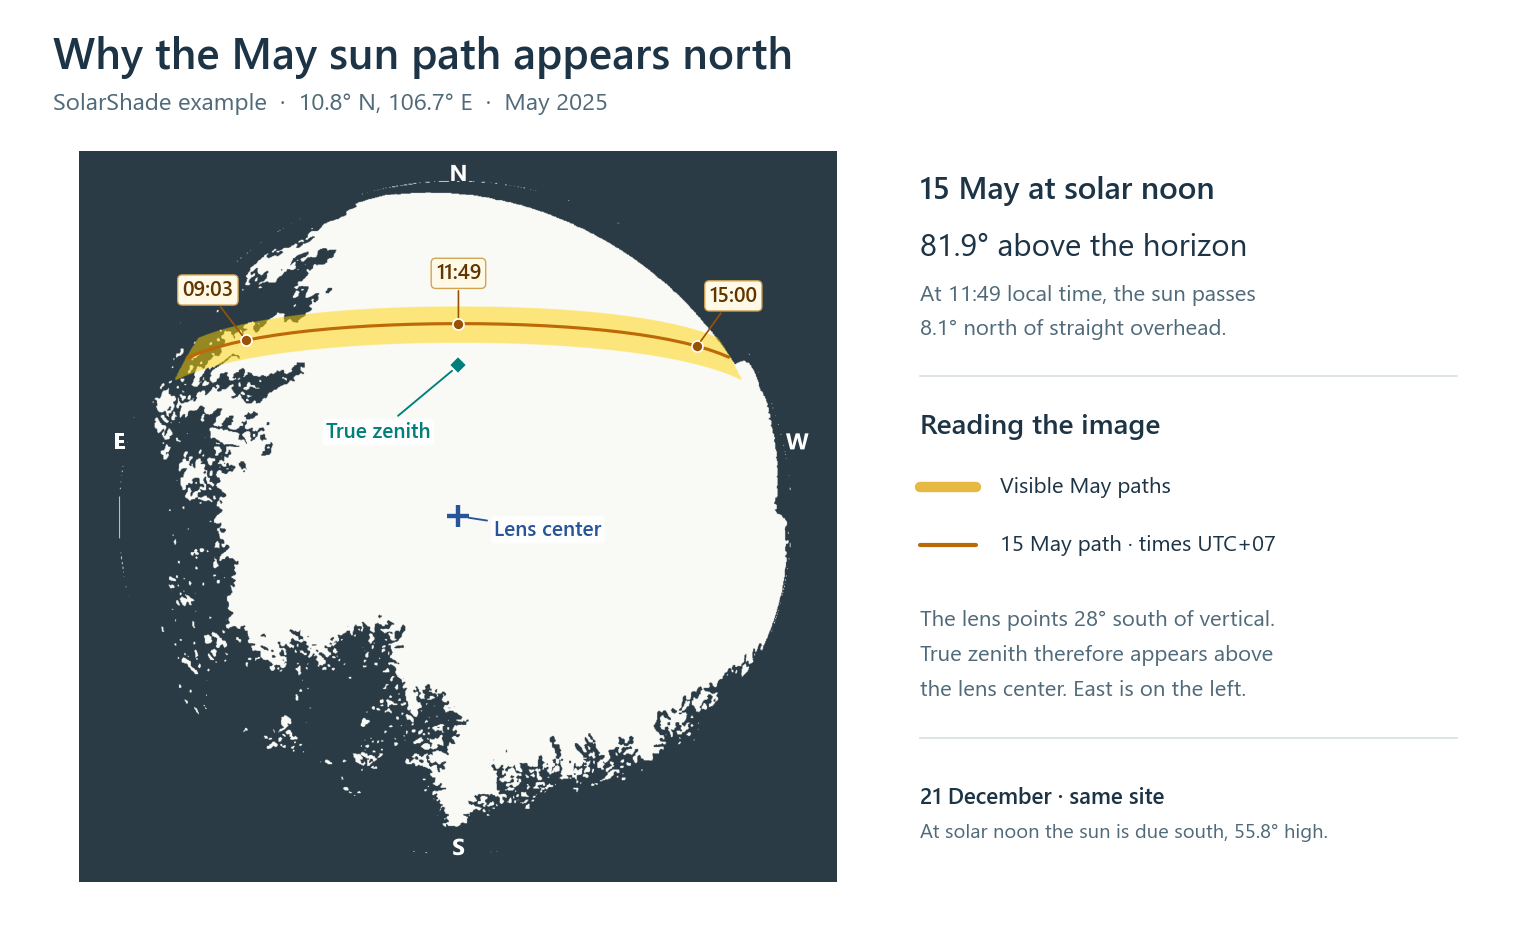 Why the May sun path appears north
SolarShade example · 10.8° N, 106.7° E · May 2025
N
11:49
09:03
15:00
True zenith
E
W
Lens center
S
15 May at solar noon
81.9° above the horizon
At 11:49 local time, the sun passes
8.1° north of straight overhead.
Reading the image
Visible May paths
15 May path · times UTC+07
The lens points 28° south of vertical.
True zenith therefore appears above
the lens center. East is on the left.
21 December · same site
At solar noon the sun is due south, 55.8° high.